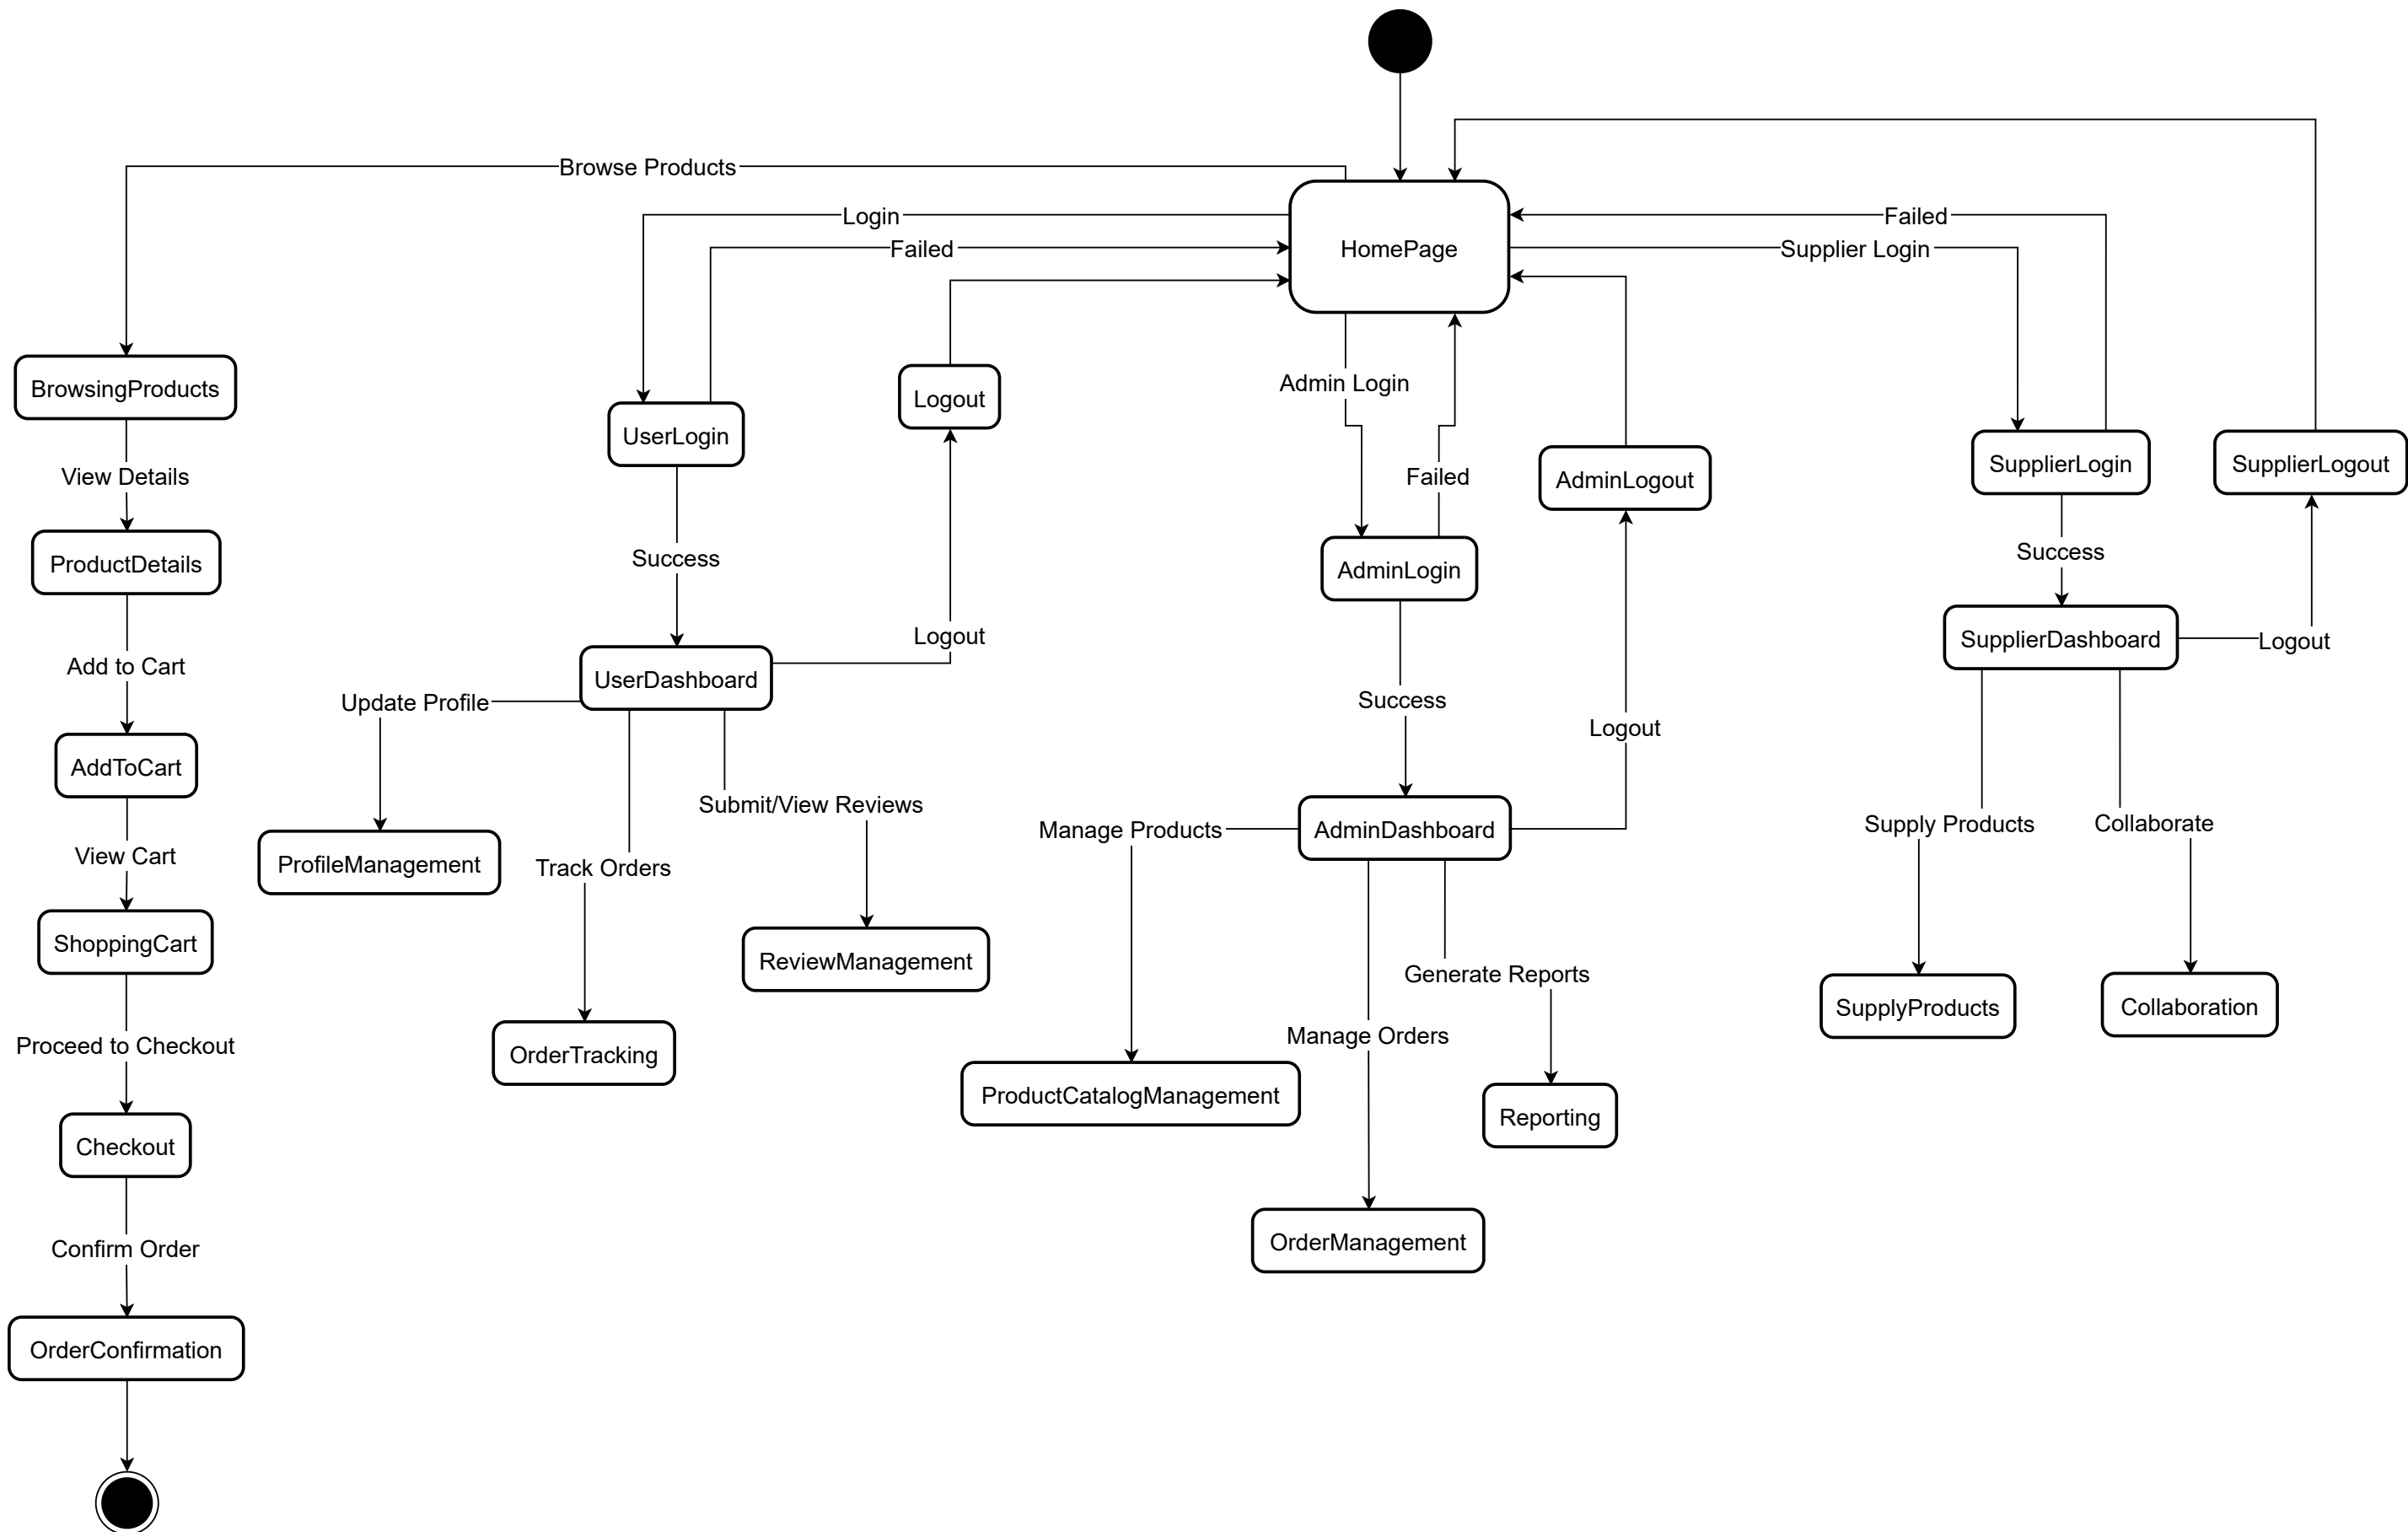 Browse Products
Login
Failed
HomePage
Failed
Supplier Login
BrowsingProducts
Admin Login
Logout
UserLogin
SupplierLogin
SupplierLogout
View Details
Failed
AdminLogout
ProductDetails
Success
AdminLogin
Success
Logout
SupplierDashboard
Logout
Add to Cart
UserDashboard
Update Profile
Success
Logout
AddToCart
Submit/View Reviews
Manage Products
AdminDashboard
Supply Products
Collaborate
View Cart
ProfileManagement
Track Orders
ShoppingCart
ReviewManagement
Generate Reports
SupplyProducts
Collaboration
Proceed to Checkout
OrderTracking
Manage Orders
ProductCatalogManagement
Reporting
Checkout
Confirm Order
OrderManagement
OrderConfirmation